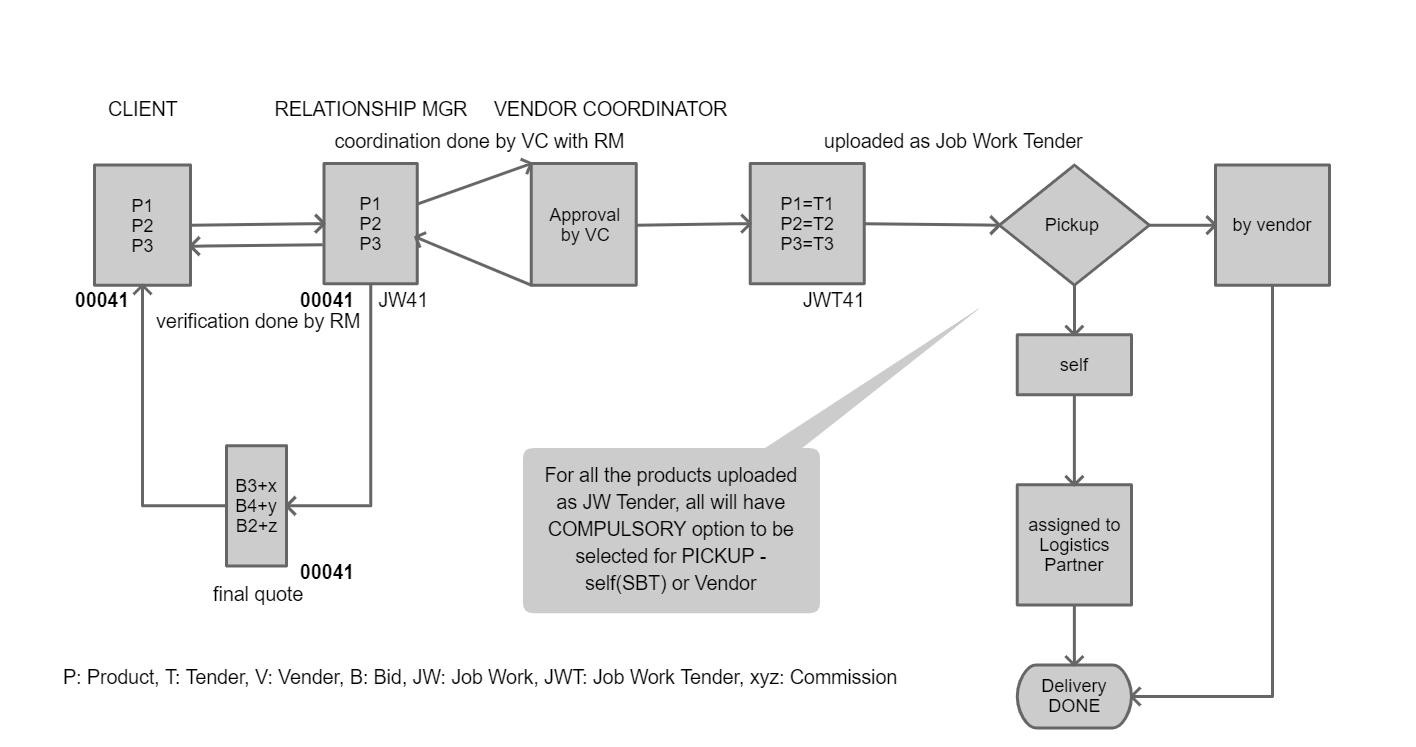 CLIENT
RELATIONSHIP MGR
VENDOR COORDINATOR
coordination done by VC with RM
uploaded as Job Work Tender
P1
P2
P3
00041
verification done by RM
P1
P2
P3
00041
JW41
Approval
by VC
P1=T1
P2=T2
P3=T3
JWT41
Pickup
by vendor
self
assigned to
Logistics
Partner
Delivery
DONE
B3+x
B4+y
B2+z
00041
final quote
For all the products uploaded
as JW Tender, all will have
COMPULSORY option to be
selected for PICKUP -
self(SBT) or Vendor
P: Product, T: Tender, V: Vender, B: Bid, JW: Job Work, JWT: Job Work Tender, xyz: Commission